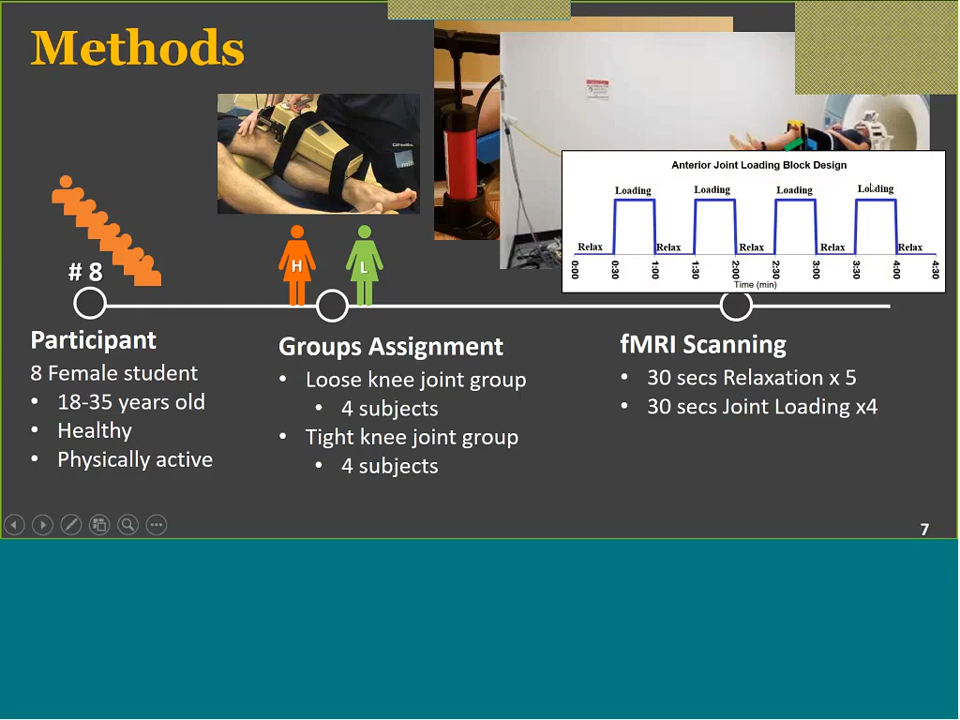 Methods
Anterior Joint Loading Block Design
Loading Loading Loading Loading
Relax Relax Relax Relax Relax
0:00 0:30 1:00 1:30 2:00 2:30 3:00 3:30 4:00 4:30
Time (min)
# 8
H L
Participant
8 Female student
• 18-35 years old
• Healthy
• Physically active
Groups Assignment
• Loose knee joint group
• 4 subjects
• Tight knee joint group
• 4 subjects
fMRI Scanning
• 30 secs Relaxation x 5
• 30 secs Joint Loading x4
7